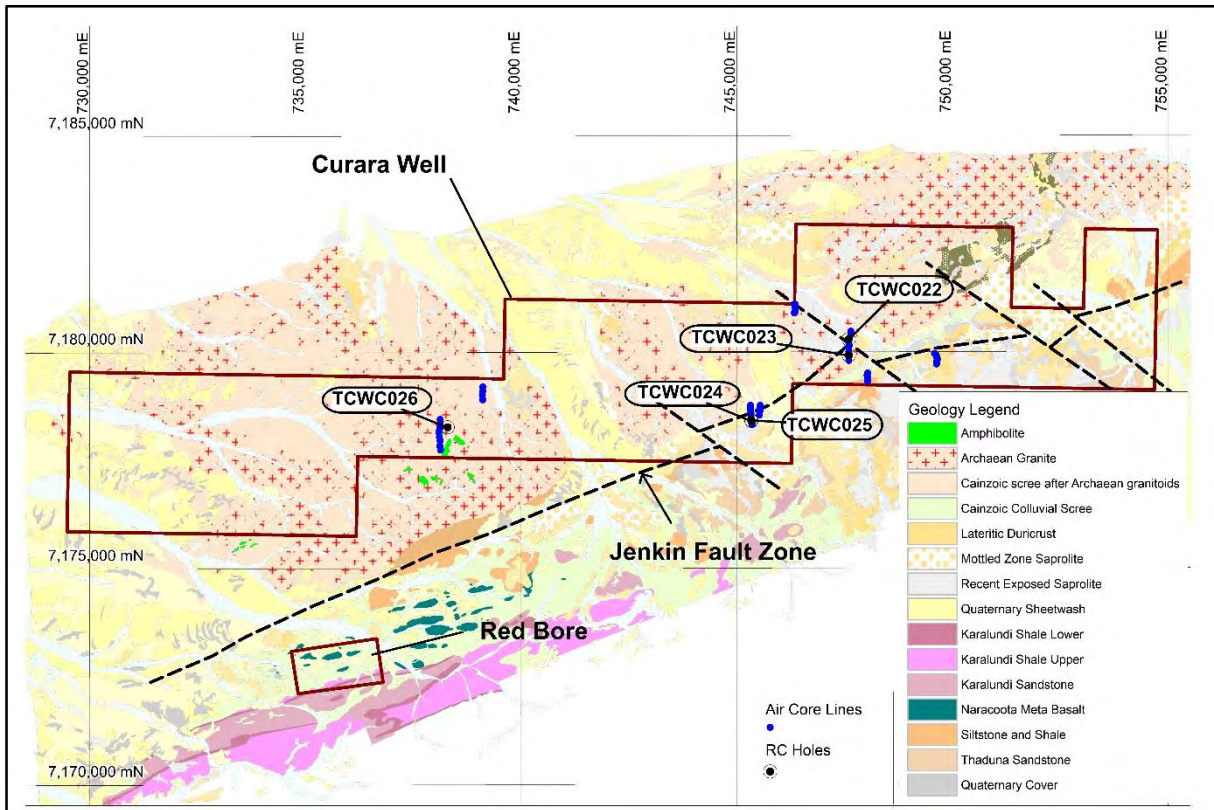 730,000 mE
735,000 mE
740,000 mE
745,000 mE
750,000 mE
755,000 mE
7,185,000 mN
Curara Well
TCWC022
7,180,000 mN
TCWC023
TCWC026
TCWC024
TCWC025
Jenkin Fault Zone
7,175,000 mN
Red Bore
7,170,000 mN
Air Core Lines
RC Holes
Geology Legend
Amphibolite
Archaean Granite
Cainzoic scree after Archaean granitoids
Cainzoic Colluvial Scree
Lateritic Duricrust
Mottled Zone Saprolite
Recent Exposed Saprolite
Quaternary Sheetwash
Karalundi Shale Lower
Karalundi Shale Upper
Karalundi Sandstone
Naracoota Meta Basalt
Siltstone and Shale
Thaduna Sandstone
Quaternary Cover